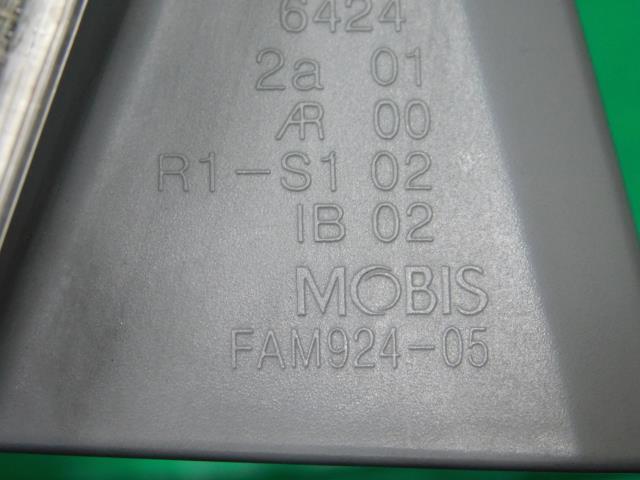 6424
2a 01
AR 00
R1-S1 02
IB 02
MOBIS
FAM924-05